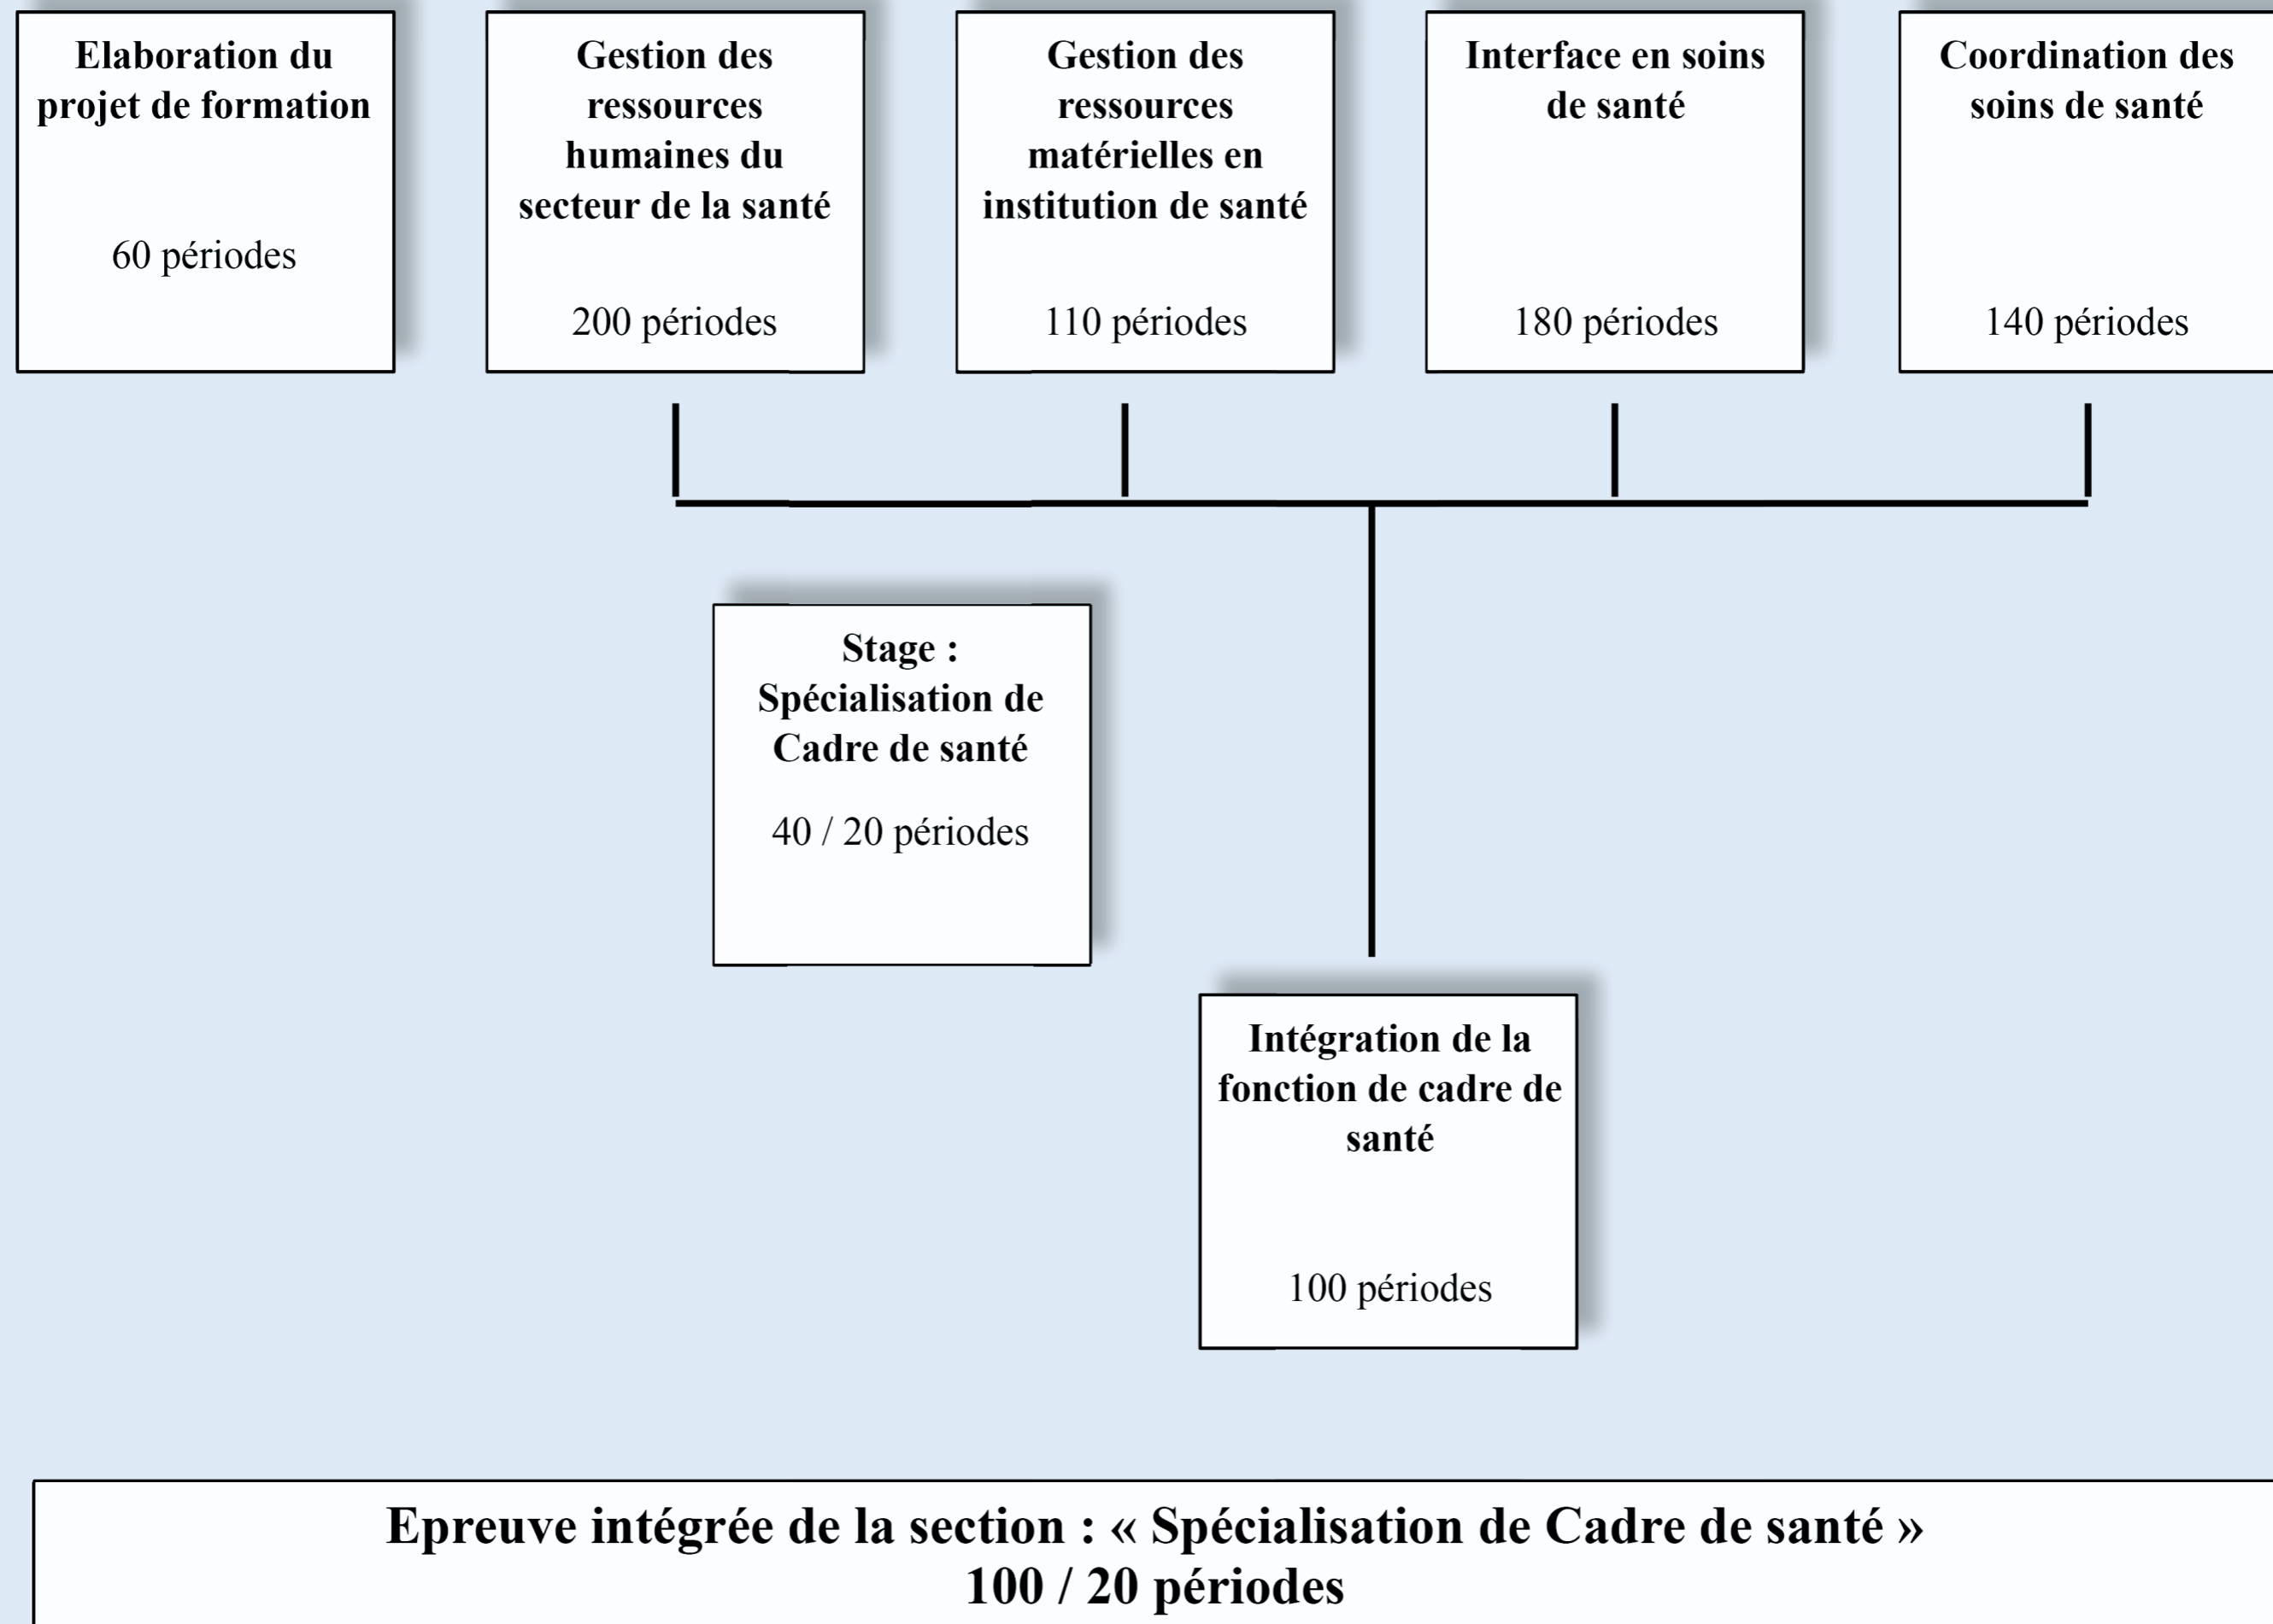 Elaboration du
projet de formation
60 périodes
Gestion des
ressources
humaines du
secteur de la santé
200 périodes
Gestion des
ressources
matérielles en
institution de santé
110 périodes
Interface en soins
de santé
180 périodes
Coordination des
soins de santé
140 périodes
Stage :
Spécialisation de
Cadre de santé
40 / 20 périodes
Intégration de la
fonction de cadre de
santé
100 périodes
Epreuve intégrée de la section : « Spécialisation de Cadre de santé »
100 / 20 périodes